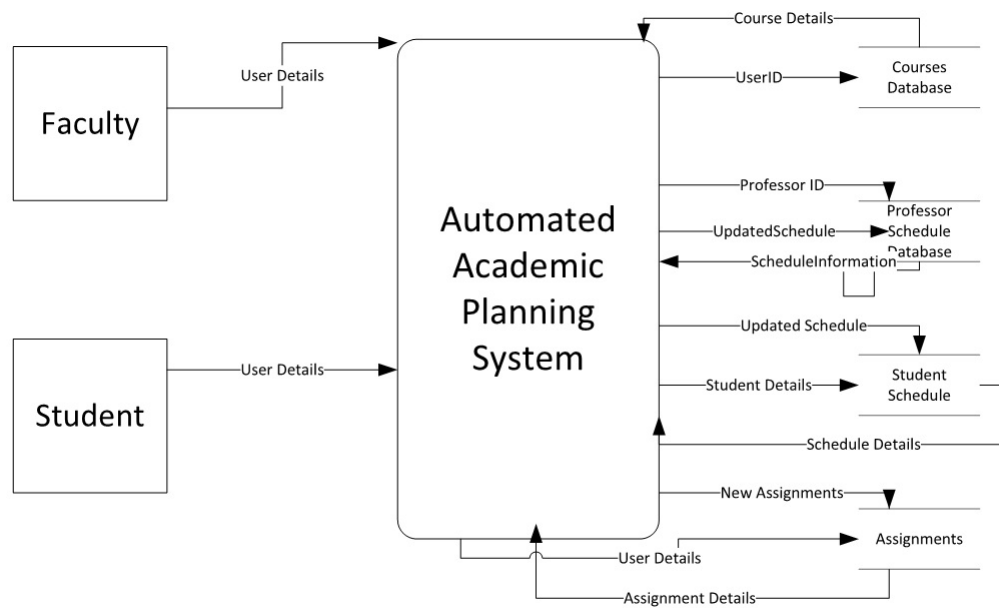 Course Details
User Details
UserID
Courses
Database
Faculty
Professor ID
Automated
Academic
Planning
System
UpdatedSchedule
Professor
Schedule
Database
ScheduleInformation
Updated Schedule
User Details
Student Details
Student
Schedule
Student
Schedule Details
New Assignments
Assignments
User Details
Assignment Details